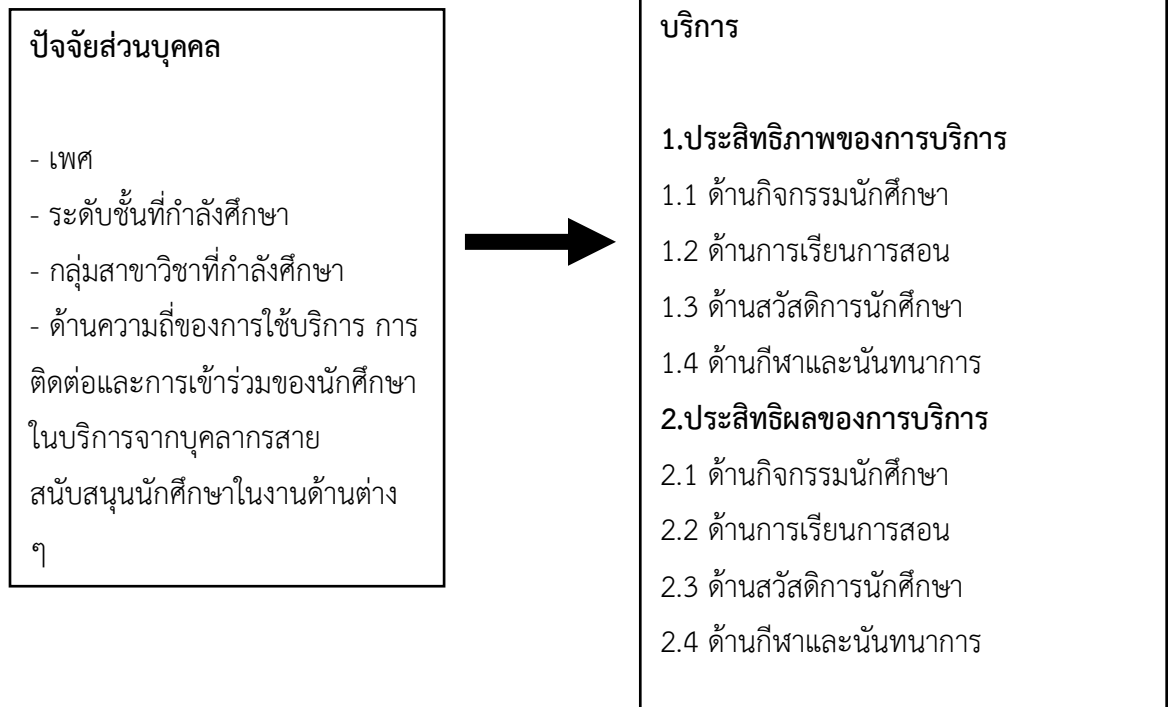 ปัจจัยส่วนบุคคล
- เพศ
- ระดับชั้นที่กำลังศึกษา
- กลุ่มสาขาวิชาที่กำลังศึกษา
- ด้านความถี่ของการใช้บริการ การ
ติดต่อและการเข้าร่วมของนักศึกษา
ในบริการจากบุคลากรสาย
สนับสนุนนักศึกษาในงานด้านต่าง
ๆ
บริการ
1.ประสิทธิภาพของการบริการ
1.1 ด้านกิจกรรมนักศึกษา
1.2 ด้านการเรียนการสอน
1.3 ด้านสวัสดิการนักศึกษา
1.4 ด้านกีฬาและนันทนาการ
2.ประสิทธิผลของการบริการ
2.1 ด้านกิจกรรมนักศึกษา
2.2 ด้านการเรียนการสอน
2.3 ด้านสวัสดิการนักศึกษา
2.4 ด้านกีฬาและนันทนาการ